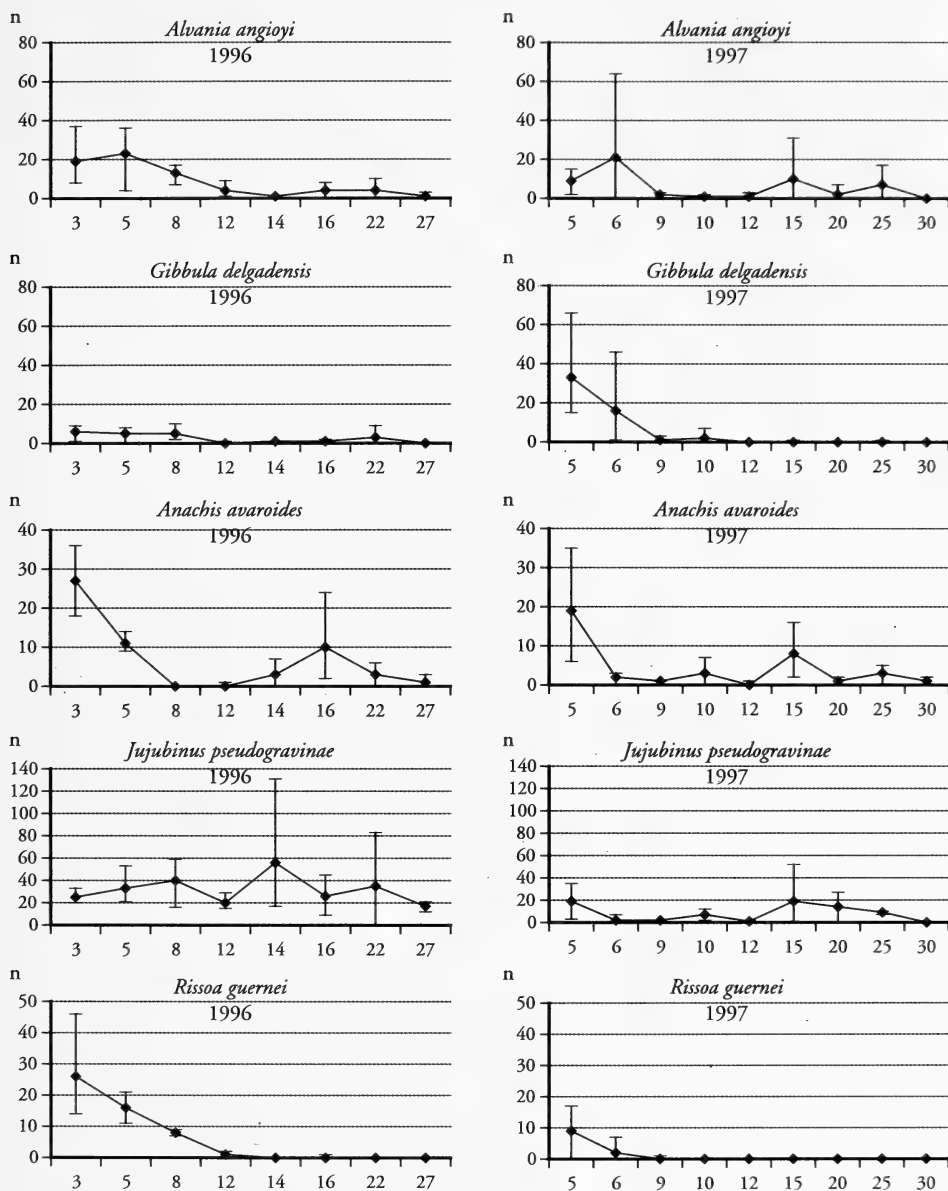 n
Alvania angioyi
1996
80
60
40
20
0
3 5 8 12 14 16 22 27
n
Alvania angioyi
1997
80
60
40
20
0
5 6 9 10 12 15 20 25 30
n
Gibbula delgadensis
1996
80
60
40
20
0
3 5 8 12 14 16 22 27
n
Gibbula delgadensis
1997
80
60
40
20
0
5 6 9 10 12 15 20 25 30
n
Anachis avaroides
1996
40
30
20
10
0
3 5 8 12 14 16 22 27
n
Anachis avaroides
1997
40
30
20
10
0
5 6 9 10 12 15 20 25 30
n
Jujubinus pseudogravinae
1996
140
120
100
80
60
40
20
0
3 5 8 12 14 16 22 27
n
Jujubinus pseudogravinae
1997
140
120
100
80
60
40
20
0
5 6 9 10 12 15 20 25 30
n
Rissoa guernei
1996
50
40
30
20
10
0
3 5 8 12 14 16 22 27
n
Rissoa guernei
1997
50
40
30
20
10
0
5 6 9 10 12 15 20 25 30